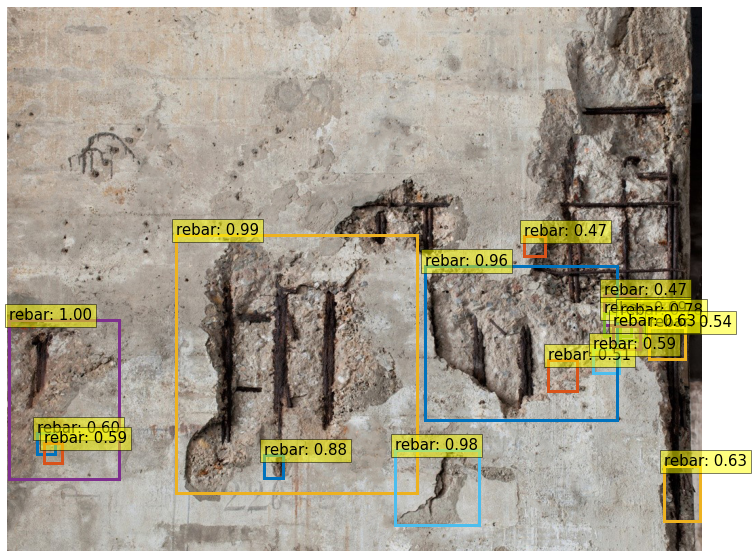 rebar: 0.99
rebar: 0.47
rebar: 0.96
rebar: 0.47
rebar: 1.00
rebar: 0.78
rebar: 0.63
0.54
rebar: 0.59
rebar: 0.51
rebar: 0.60
rebar: 0.59
rebar: 0.88
rebar: 0.98
rebar: 0.63